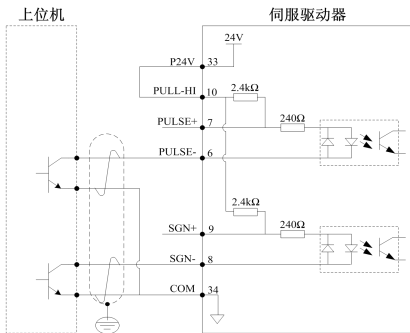 上位机
伺服驱动器
24V
P24V 33
PULL-HI 10
2.4kΩ
PULSE+ 7
240Ω
PULSE- 6
2.4kΩ
SGN+ 9
240Ω
SGN- 8
COM 34